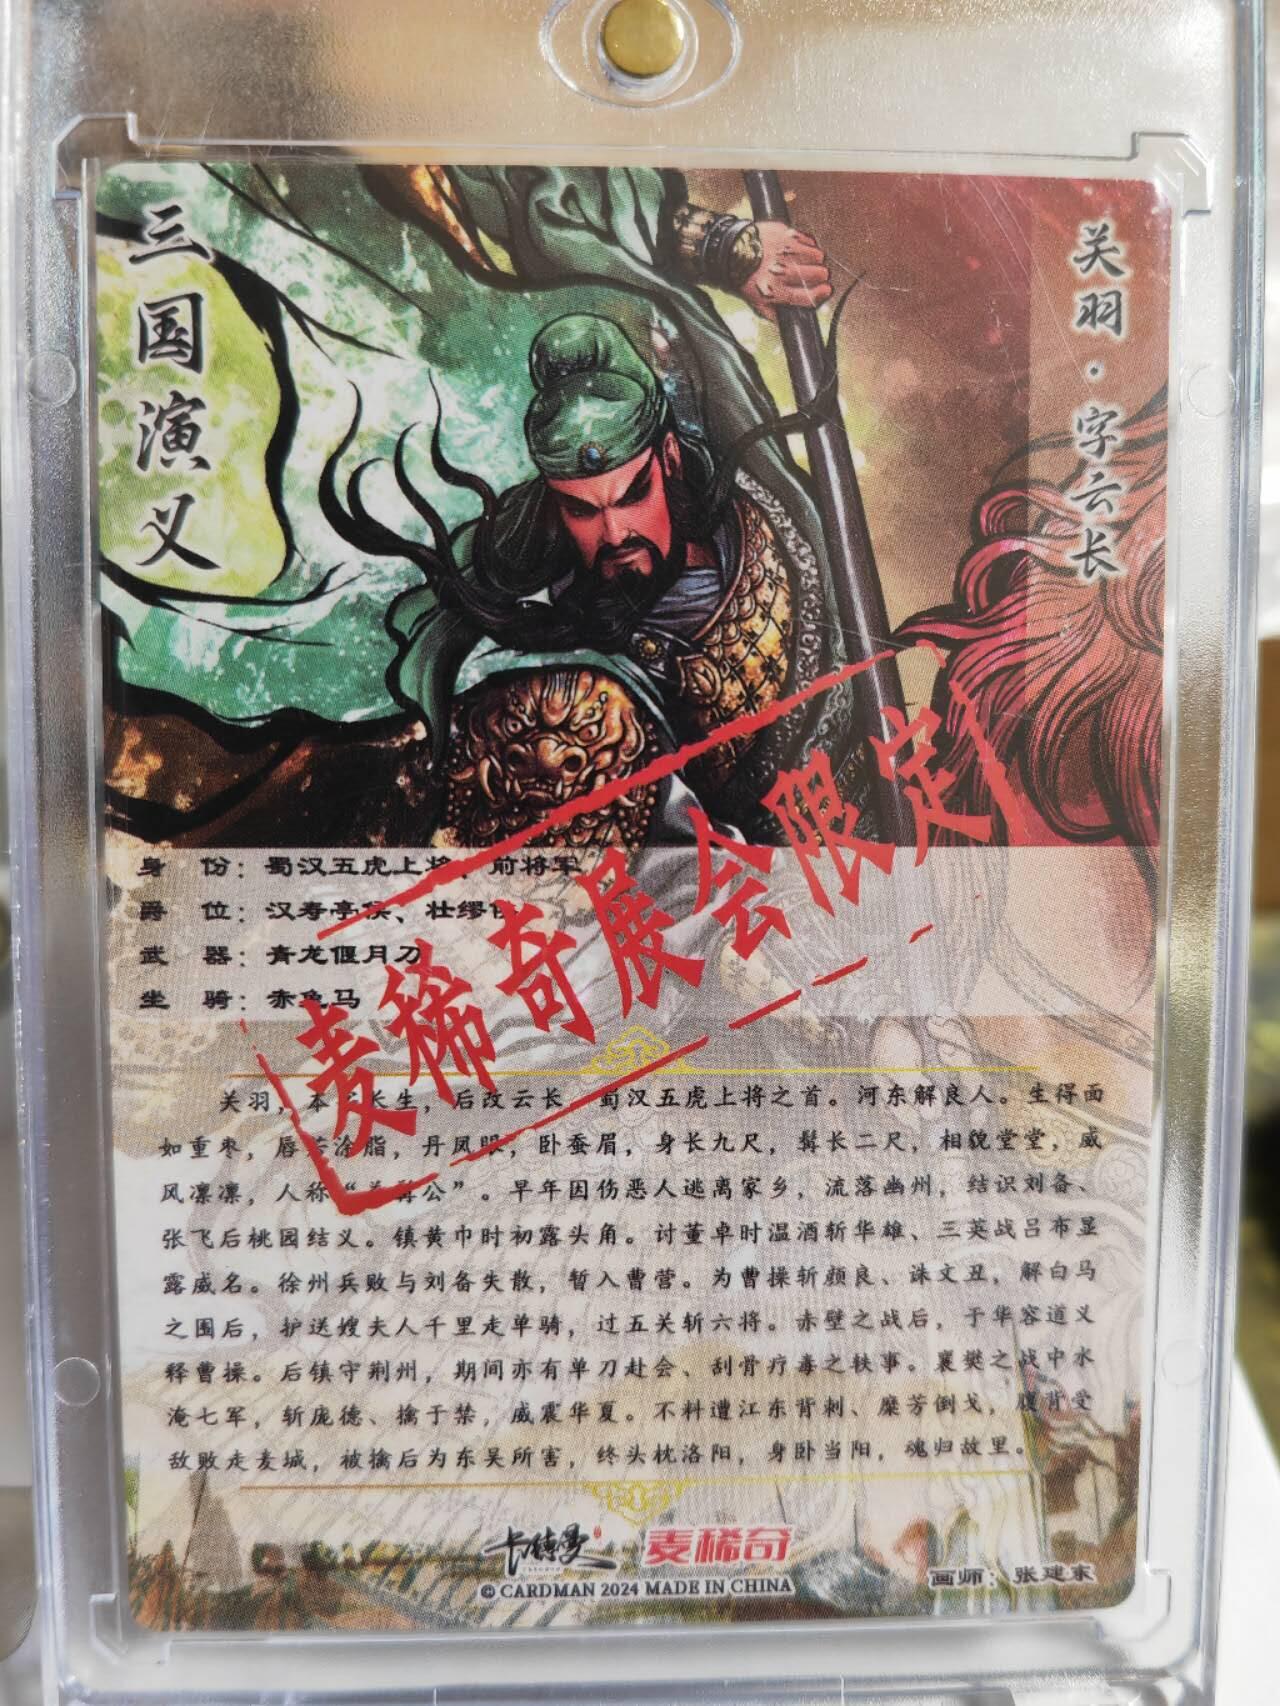 三国演义
关羽·字云长
身份：蜀汉五虎上将、前将军
爵位：汉寿亭侯、壮缪侯
武器：青龙偃月刀
坐骑：赤兔马
麦稀奇展会限定
关羽，本字长生，后改云长，蜀汉五虎上将之首。河东解良人。生得面
如重枣，唇若涂脂，丹凤眼，卧蚕眉，身长九尺，髯长二尺，相貌堂堂，威
风凛凛，人称“美髯公”。早年因伤恶人逃离家乡，流落幽州，结识刘备、
张飞后桃园结义。镇黄巾时初露头角。讨董卓时温酒斩华雄、三英战吕布显
露威名。徐州兵败与刘备失散，暂入曹营。为曹操斩颜良、诛文丑，解白马
之围后，护送嫂夫人千里走单骑，过五关斩六将。赤壁之战后，于华容道义
释曹操。后镇守荆州，期间亦有单刀赴会、刮骨疗毒之轶事。襄樊之战中水
淹七军，斩庞德、擒于禁，威震华夏。不料遭江东背刺、糜芳倒戈，腹背受
敌败走麦城，被擒后为东吴所害，终头枕洛阳，身卧当阳，魂归故里。
卡德曼 麦稀奇
© CARDMAN 2024 MADE IN CHINA
画师：张建东